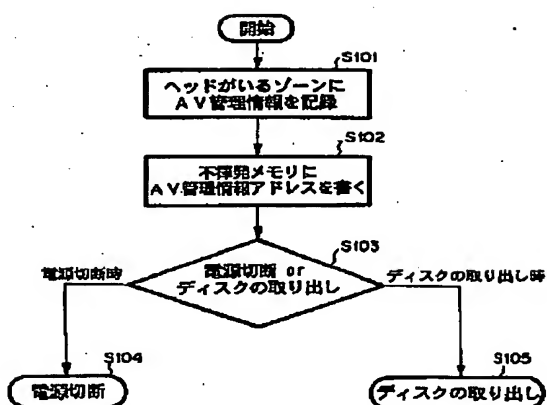 開始
S101
ヘッドがいるゾーンに
AV管理情報を記録
S102
不揮発メモリに
AV管理情報アドレスを書く
S103
電源切断 or
ディスクの取り出し
電源切断時
ディスクの取り出し時
S104
電源切断
S105
ディスクの取り出し